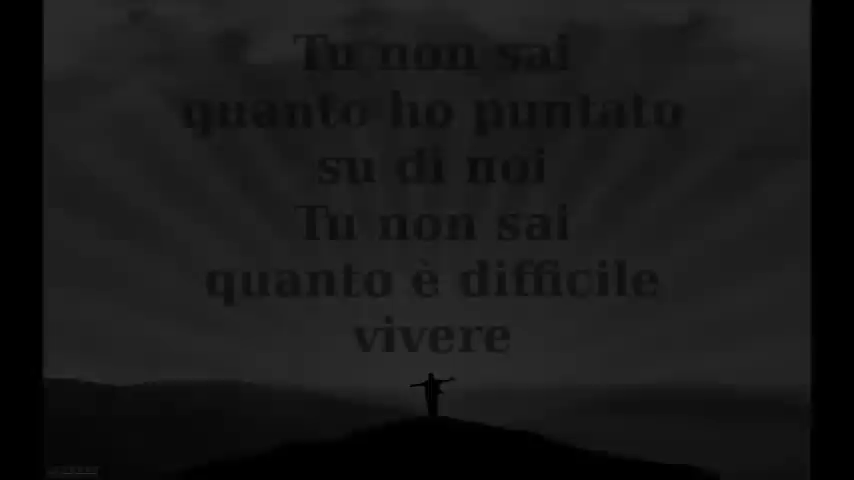 Tu non sai
quanto ho puntato
su di noi
Tu non sai
quanto è difficile
vivere